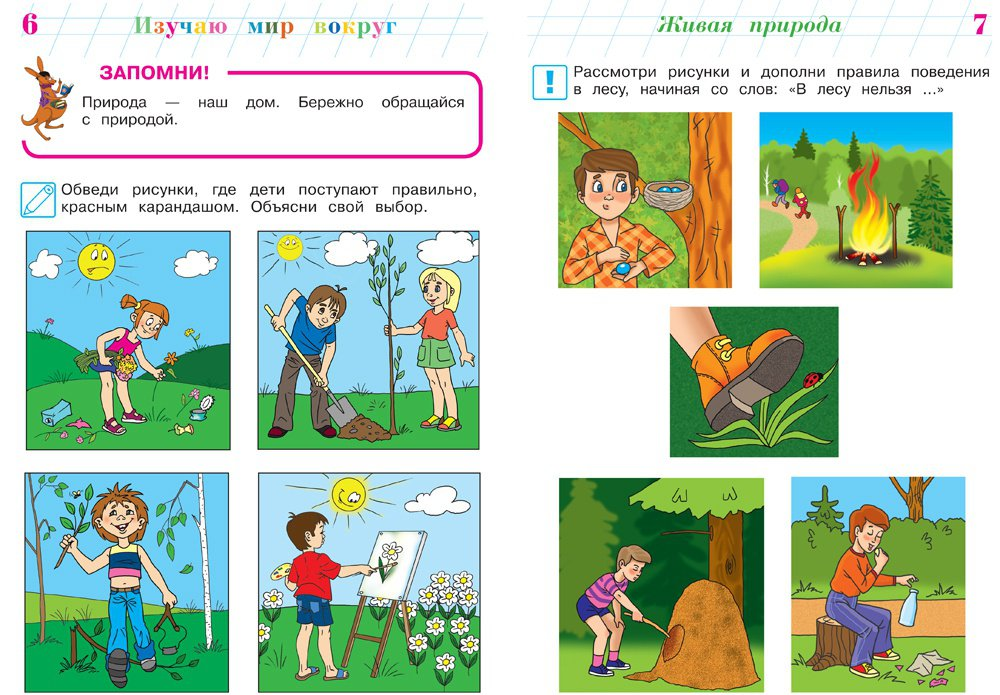 6
Изучаю мир вокруг
ЗАПОМНИ!
Природа — наш дом. Бережно обращайся
с природой.
Обведи рисунки, где дети поступают правильно,
красным карандашом. Объясни свой выбор.
Живая природа
7
!
Рассмотри рисунки и дополни правила поведения
в лесу, начиная со слов: «В лесу нельзя ...»